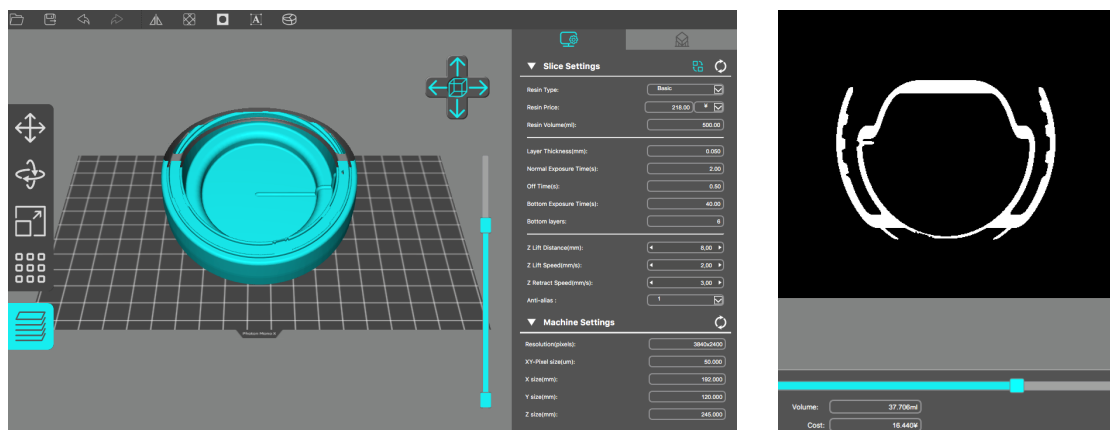 Slice Settings
Resin Type: Basic
Resin Price: 218.00 ¥
Resin Volume(ml): 500.00
Layer Thickness(mm): 0.050
Normal Exposure Time(s): 2.00
Off Time(s): 0.50
Bottom Exposure Time(s): 40.00
Bottom layers: 6
Z Lift Distance(mm): 8,00
Z Lift Speed(mm/s): 2,00
Z Retract Speed(mm/s): 3,00
Anti-alias : 1
Machine Settings
Resolution(pixels): 3840x2400
XY-Pixel size(um): 50.000
X size(mm): 192.000
Y size(mm): 120.000
Z size(mm): 245.000
Volume: 37.706ml
Cost: 16.440¥